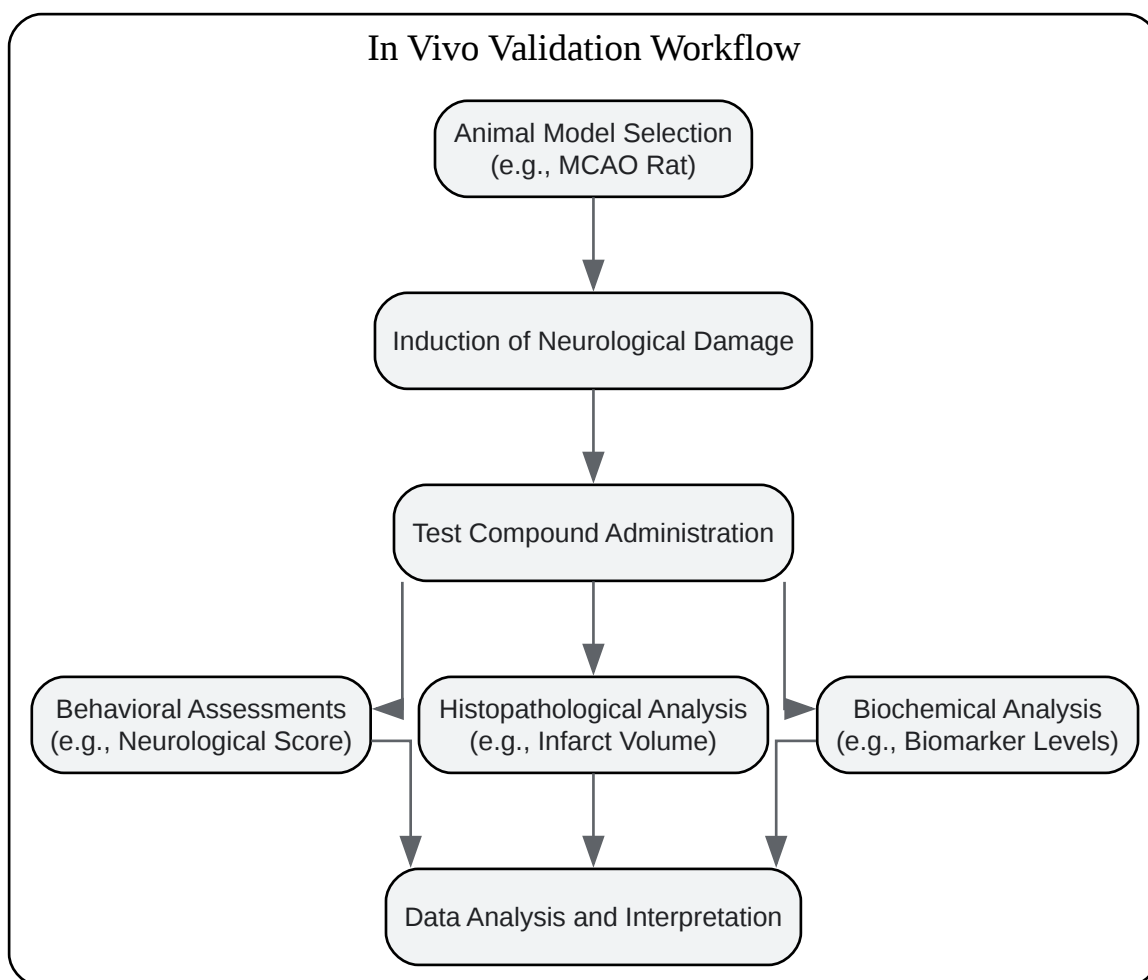 In Vivo Validation Workflow
Animal Model Selection
(e.g., MCAO Rat)
Induction of Neurological Damage
Test Compound Administration
Behavioral Assessments
(e.g., Neurological Score)
Histopathological Analysis
(e.g., Infarct Volume)
Biochemical Analysis
(e.g., Biomarker Levels)
Data Analysis and Interpretation